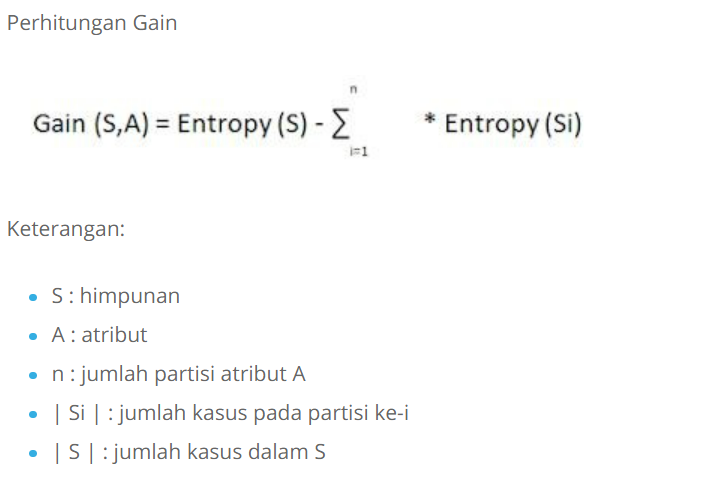 Perhitungan Gain
n
Gain (S,A) = Entropy (S) - ∑ * Entropy (Si)
i=1
Keterangan:
• S : himpunan
• A : atribut
• n : jumlah partisi atribut A
• | Si | : jumlah kasus pada partisi ke-i
• | S | : jumlah kasus dalam S